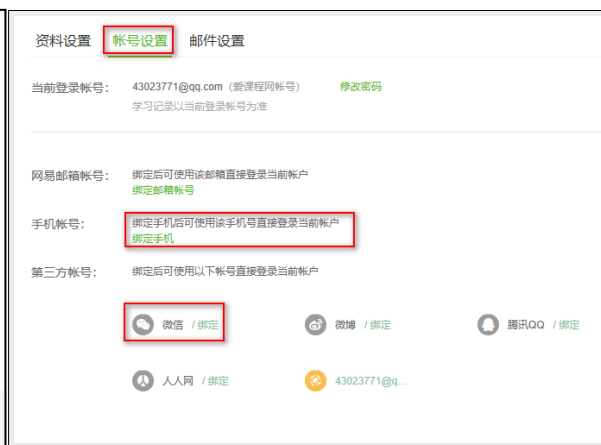 资料设置 帐号设置 邮件设置
当前登录帐号： 43023771@qq.com（爱课程网帐号） 修改密码
学习记录以当前登录帐号为准
网易邮箱帐号： 绑定后可使用该邮箱直接登录当前帐户
绑定邮箱帐号
手机帐号： 绑定手机后可使用该手机号直接登录当前帐户
绑定手机
第三方帐号： 绑定后可使用以下帐号直接登录当前帐户
微信 / 绑定 微博 / 绑定 腾讯QQ / 绑定
人人网 / 绑定 43023771@q...